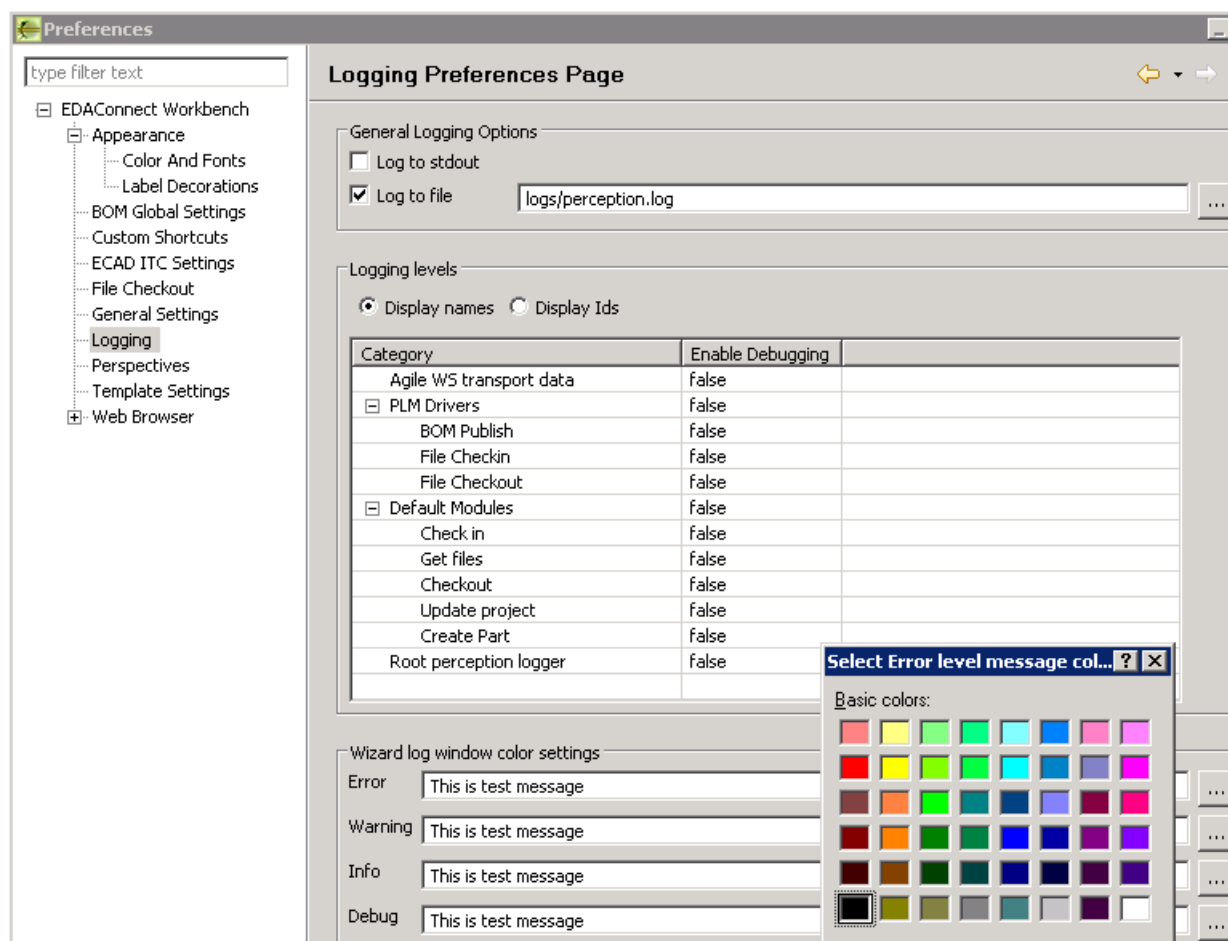 Preferences
type filter text
EDAConnect Workbench
Appearance
Color And Fonts
Label Decorations
BOM Global Settings
Custom Shortcuts
ECAD ITC Settings
File Checkout
General Settings
Logging
Perspectives
Template Settings
Web Browser
Logging Preferences Page
General Logging Options
Log to stdout
Log to file logs/perception.log ...
Logging levels
Display names Display Ids
Category Enable Debugging
Agile WS transport data false
PLM Drivers false
BOM Publish false
File Checkin false
File Checkout false
Default Modules false
Check in false
Get files false
Checkout false
Update project false
Create Part false
Root perception logger false
Select Error level message col... ? X
Basic colors:
Wizard log window color settings
Error This is test message ...
Warning This is test message ...
Info This is test message ...
Debug This is test message ...